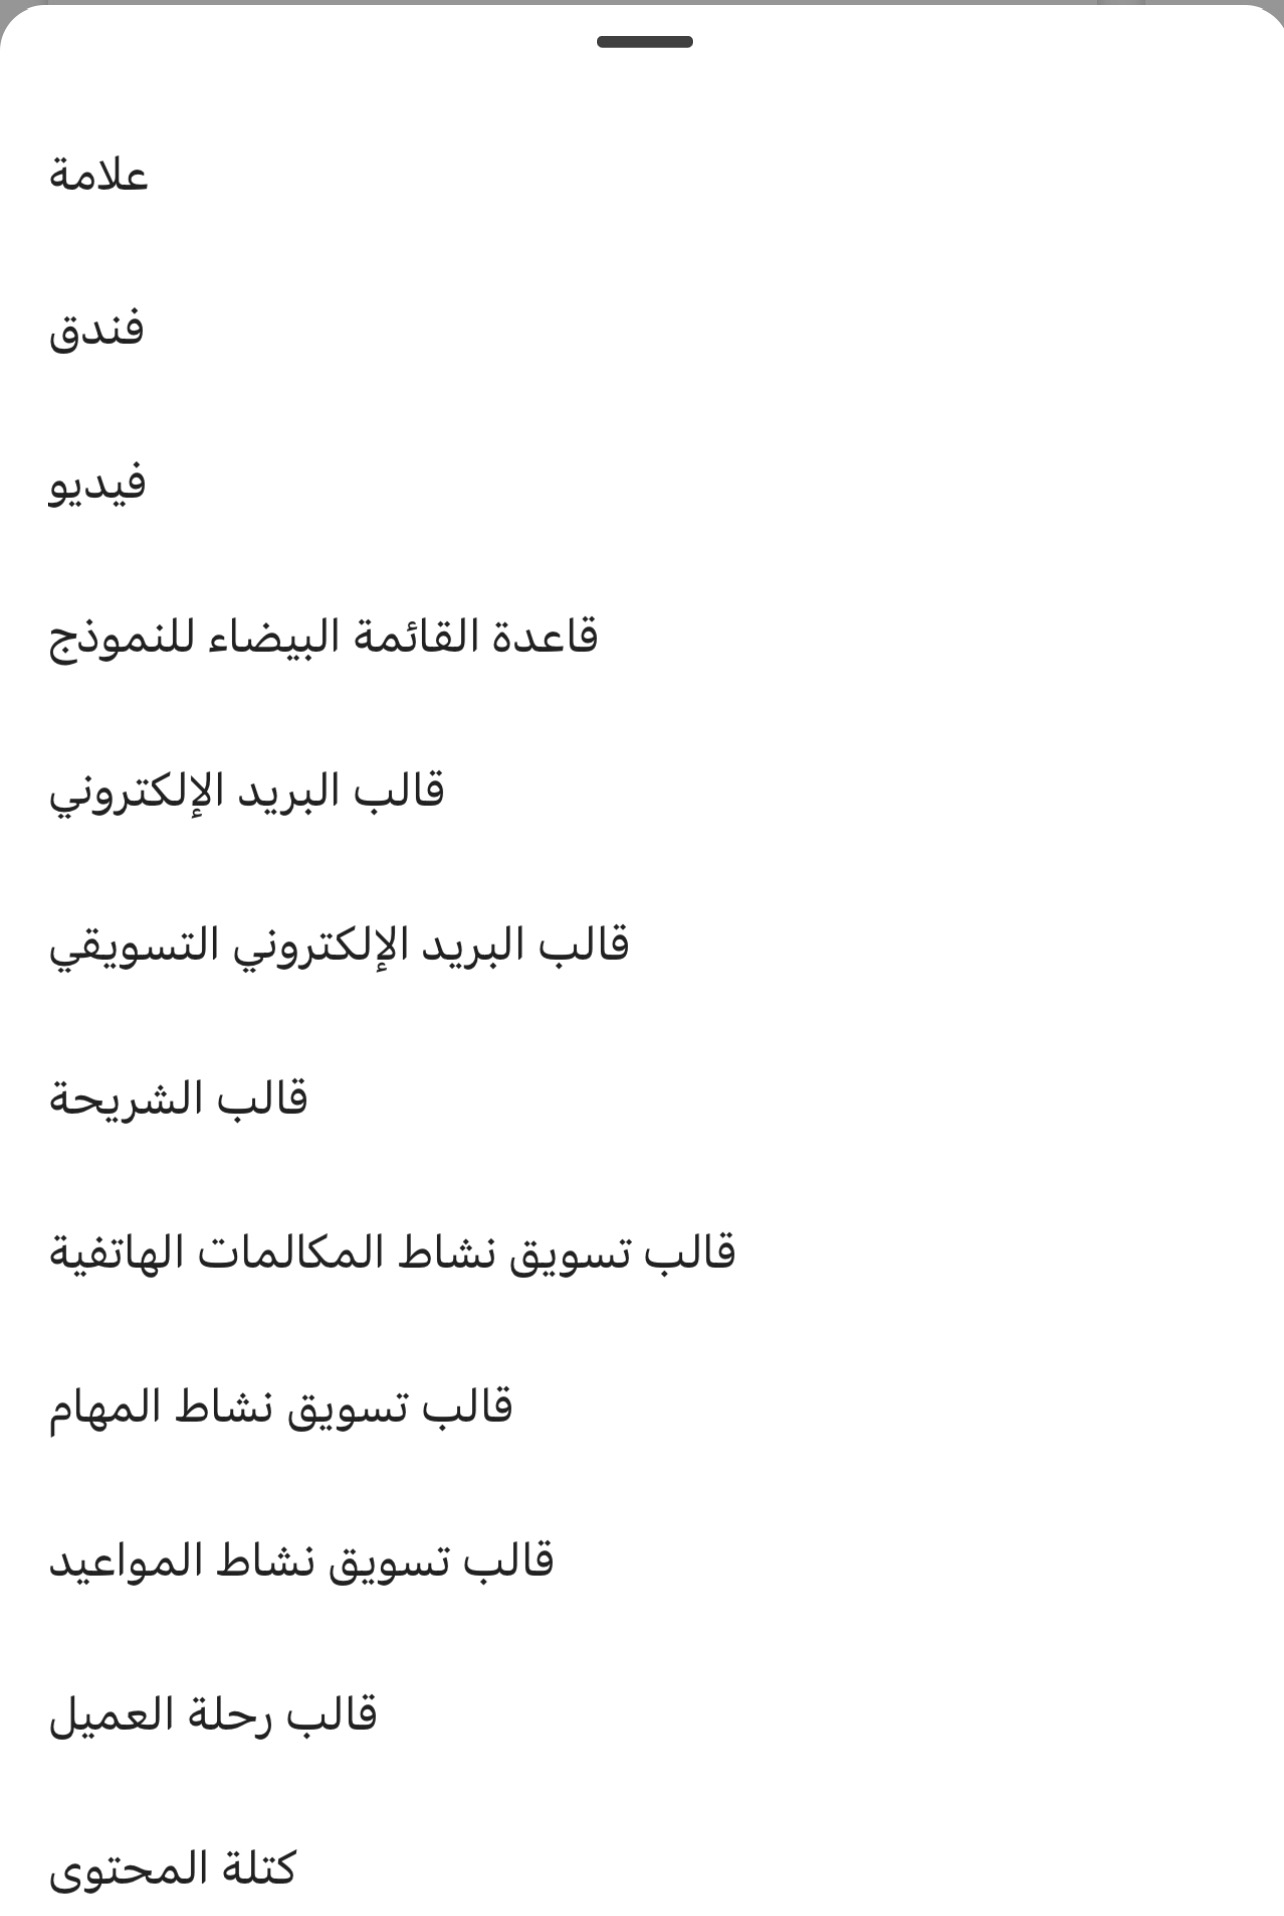 علامة
فندق
فيديو
قاعدة القائمة البيضاء للنموذج
قالب البريد الإلكتروني
قالب البريد الإلكتروني التسويقي
قالب الشريحة
قالب تسويق نشاط المكالمات الهاتفية
قالب تسويق نشاط المهام
قالب تسويق نشاط المواعيد
قالب رحلة العميل
كتلة المحتوى